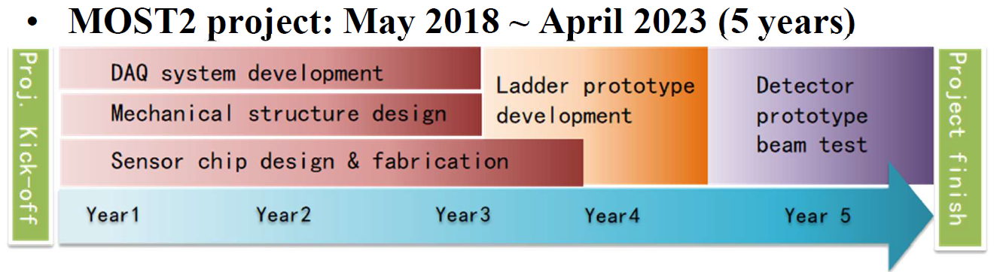 • MOST2 project: May 2018 ~ April 2023 (5 years)
Proj. Kick-off
DAQ system development
Mechanical structure design
Sensor chip design & fabrication
Ladder prototype
development
Detector
prototype
beam test
Project finish
Year1 Year2 Year3 Year4 Year 5